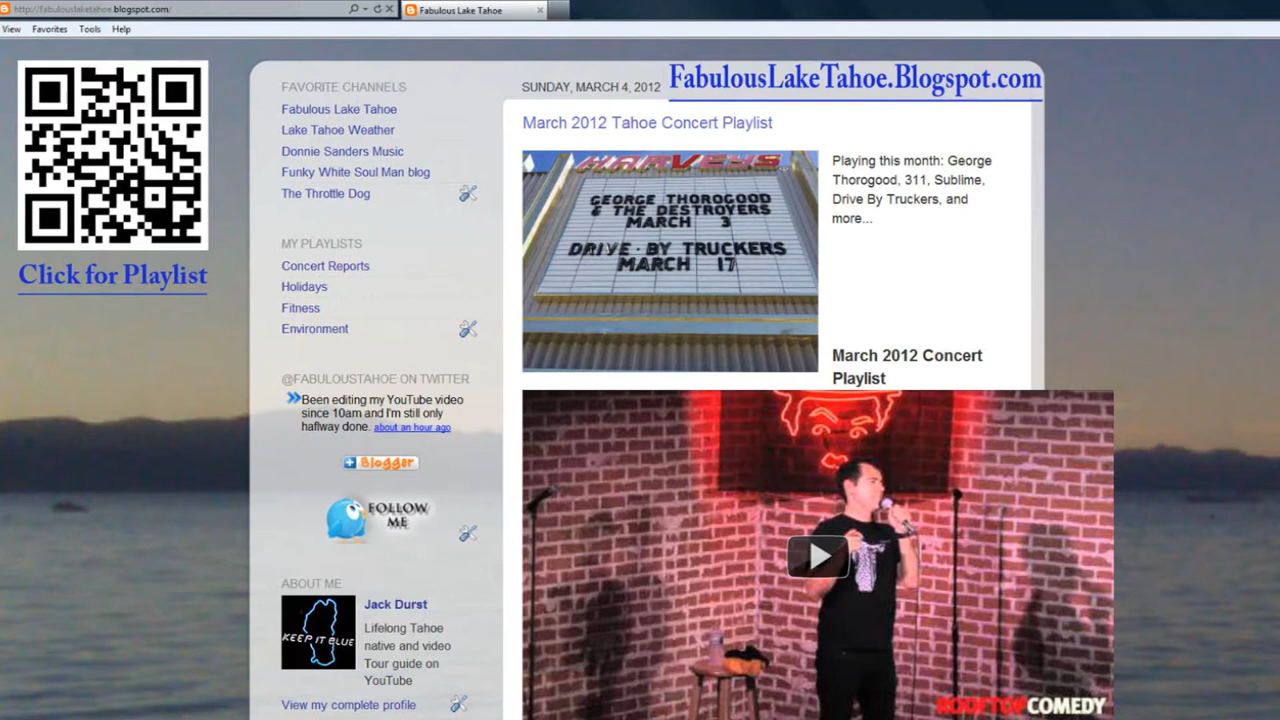 http://fabulouslaketahoe.blogspot.com/
Fabulous Lake Tahoe
View Favorites Tools Help
Click for Playlist
FAVORITE CHANNELS
Fabulous Lake Tahoe
Lake Tahoe Weather
Donnie Sanders Music
Funky White Soul Man blog
The Throttle Dog
MY PLAYLISTS
Concert Reports
Holidays
Fitness
Environment
@FABULOUSTAHOE ON TWITTER
Been editing my YouTube video
since 10am and I'm still only
haflway done. about an hour ago
Blogger
FOLLOW
ME
ABOUT ME
KEEP IT BLUE
Jack Durst
Lifelong Tahoe
native and video
Tour guide on
YouTube
View my complete profile
SUNDAY, MARCH 4, 2012
FabulousLakeTahoe.Blogspot.com
March 2012 Tahoe Concert Playlist
HARVEYS
GEORGE THOROGOOD
& THE DESTROYERS
MARCH 3
DRIVE-BY TRUCKERS
MARCH 17
Playing this month: George
Thorogood, 311, Sublime,
Drive By Truckers, and
more...
March 2012 Concert
Playlist
ROOFTOPCOMEDY